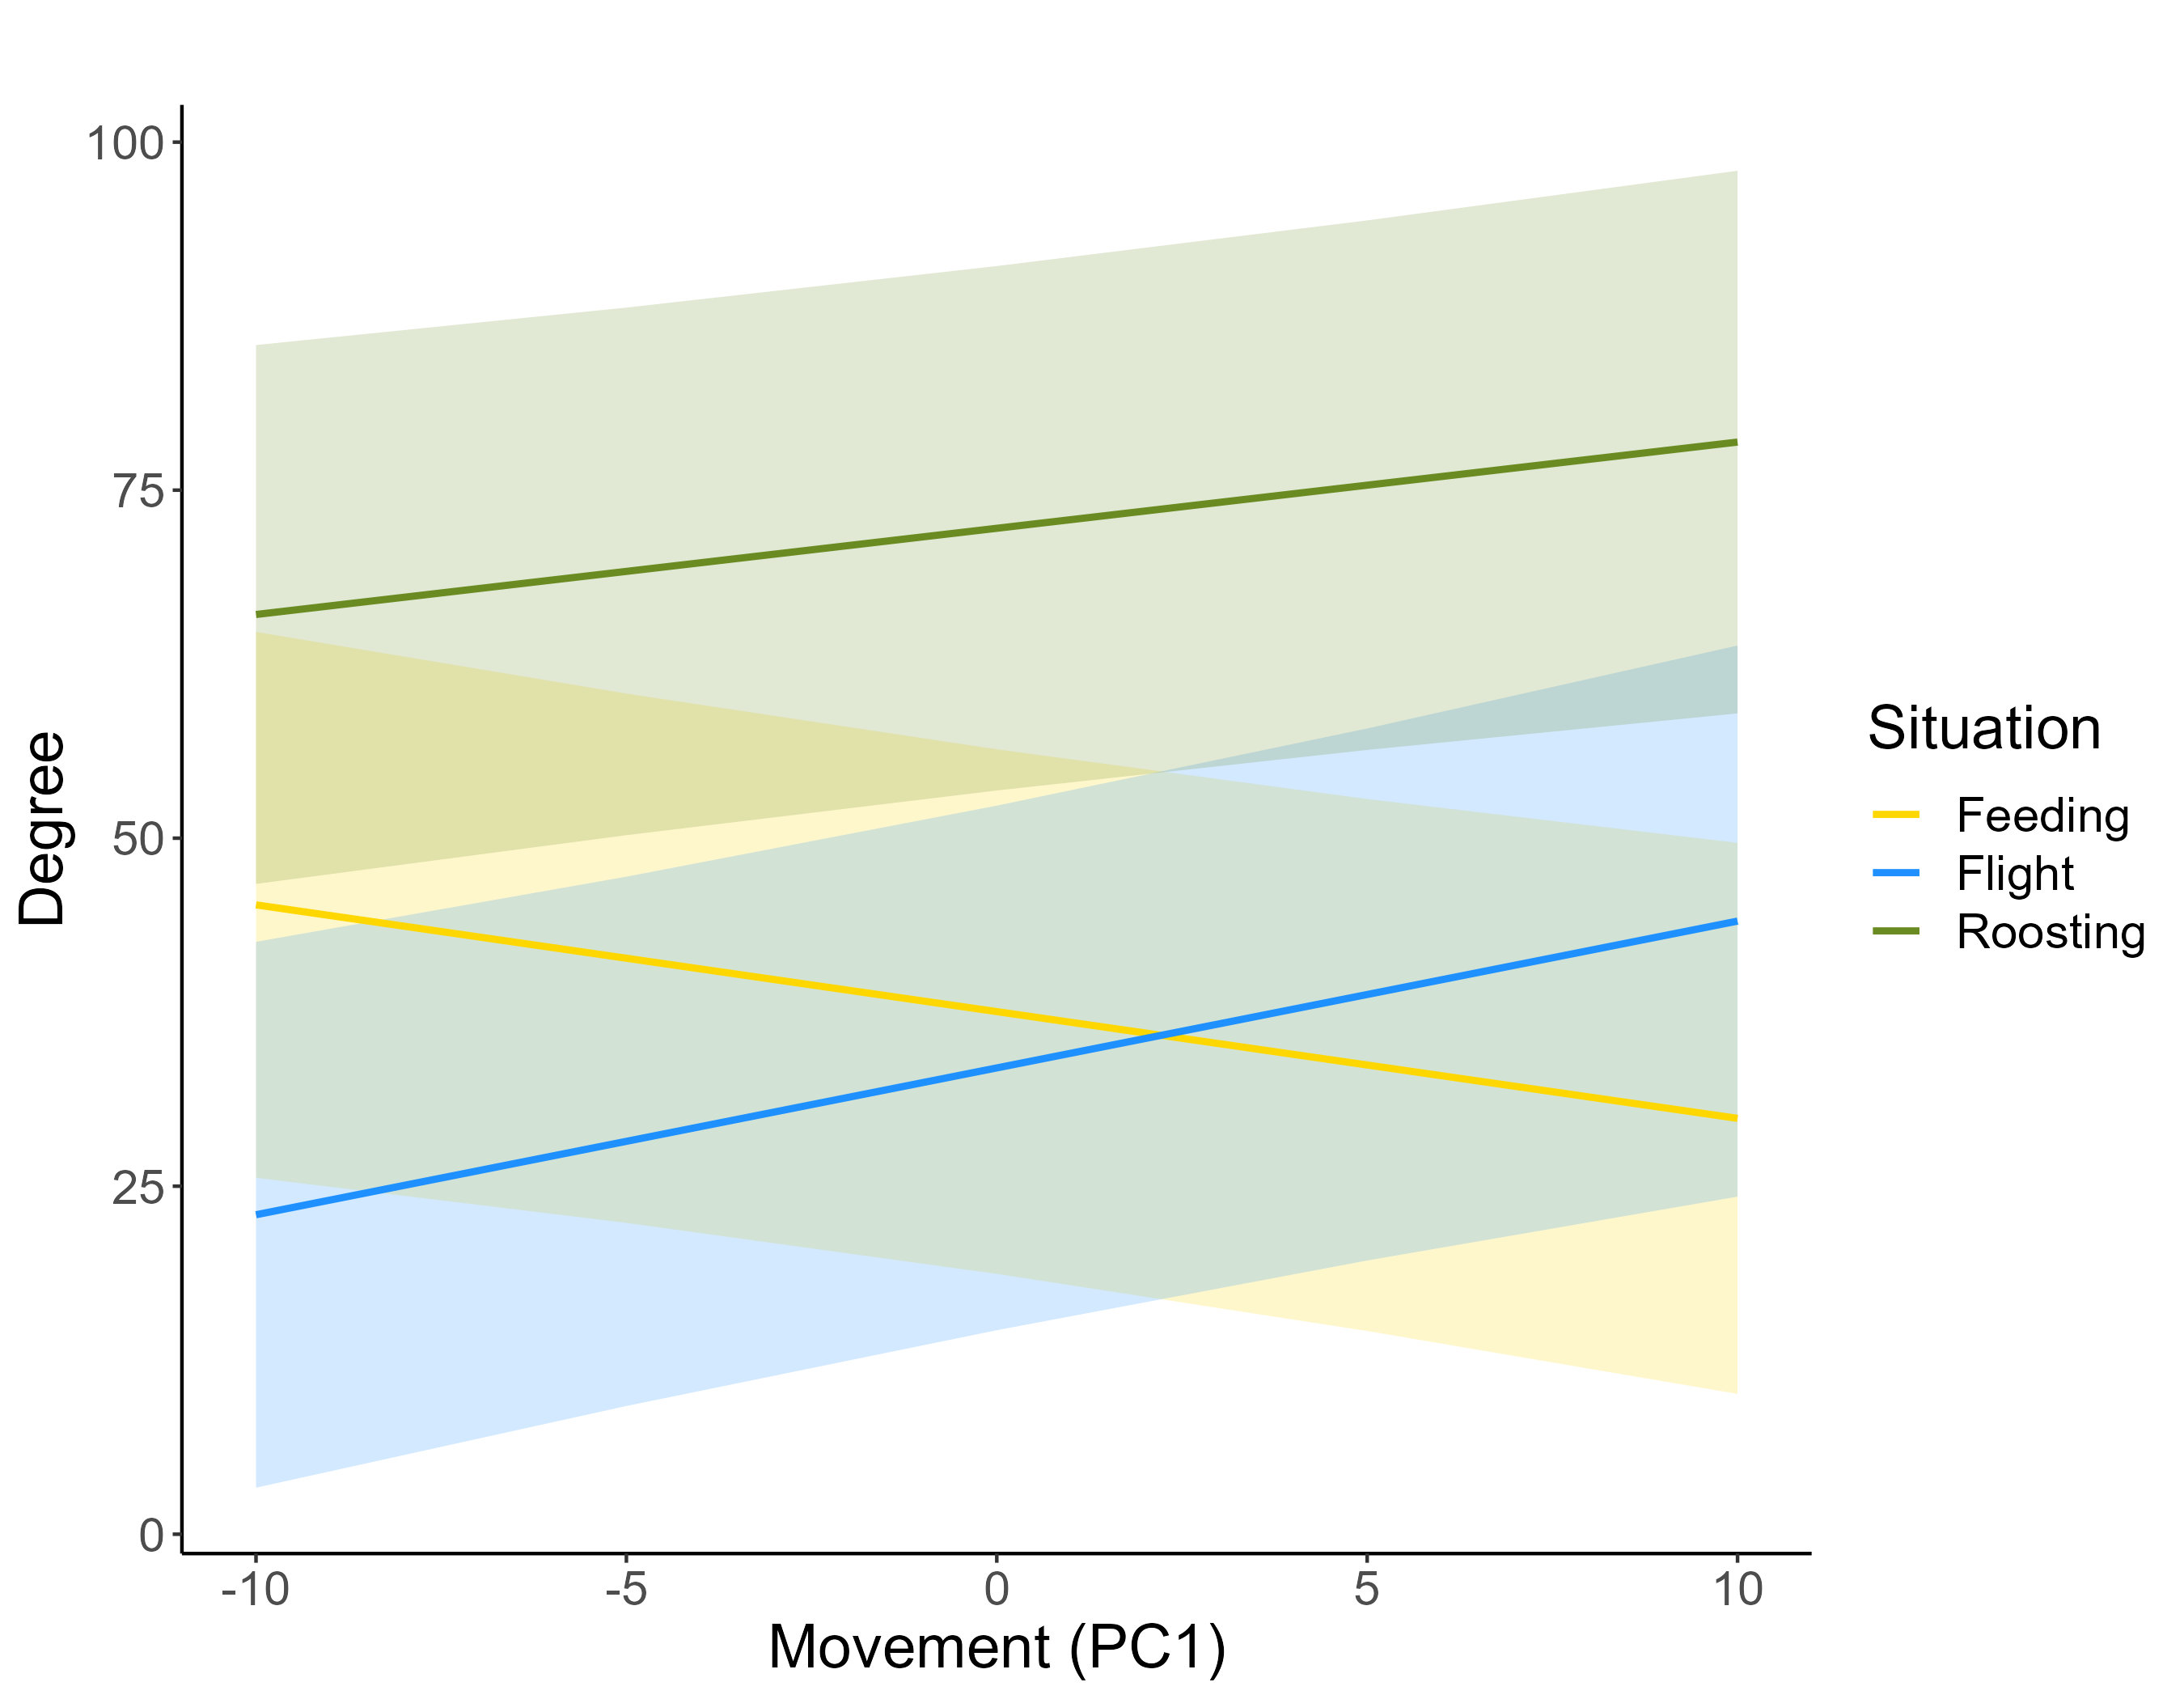 100
75
50
25
0
Degree
-10 -5 0 5 10
Movement (PC1)
Situation
Feeding
Flight
Roosting